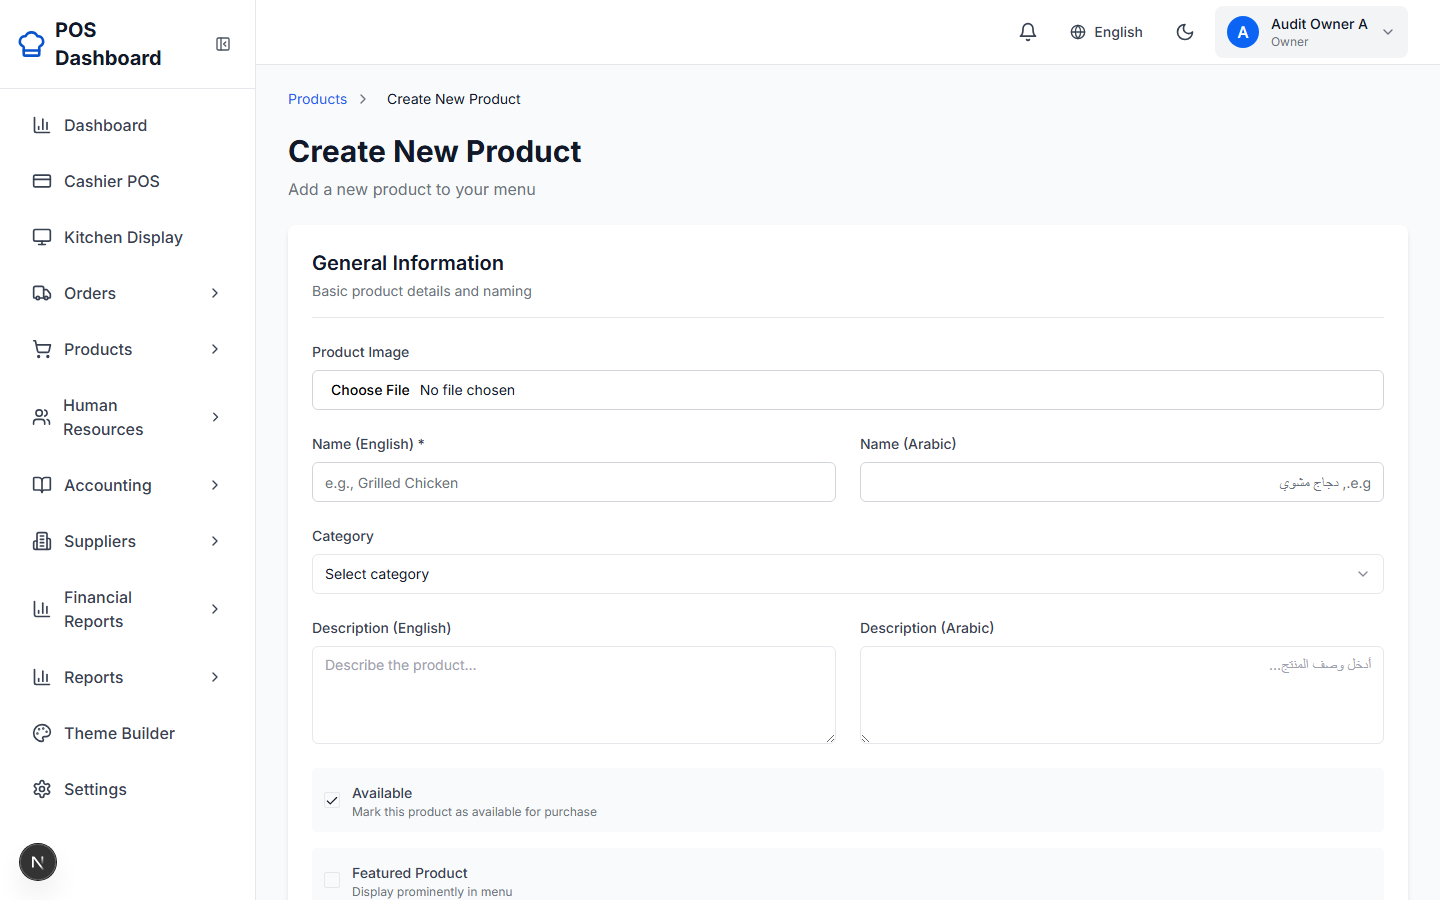 POS
Dashboard
English
A
Audit Owner A
Owner
Dashboard
Cashier POS
Kitchen Display
Orders
Products
Human
Resources
Accounting
Suppliers
Financial
Reports
Reports
Theme Builder
Settings
N
Products
Create New Product
Create New Product
Add a new product to your menu
General Information
Basic product details and naming
Product Image
Choose File No file chosen
Name (English) *
Name (Arabic)
e.g., Grilled Chicken
e.g., دجاج مشوي
Category
Select category
Description (English)
Description (Arabic)
Describe the product...
أدخل وصف المنتج...
Available
Mark this product as available for purchase
Featured Product
Display prominently in menu